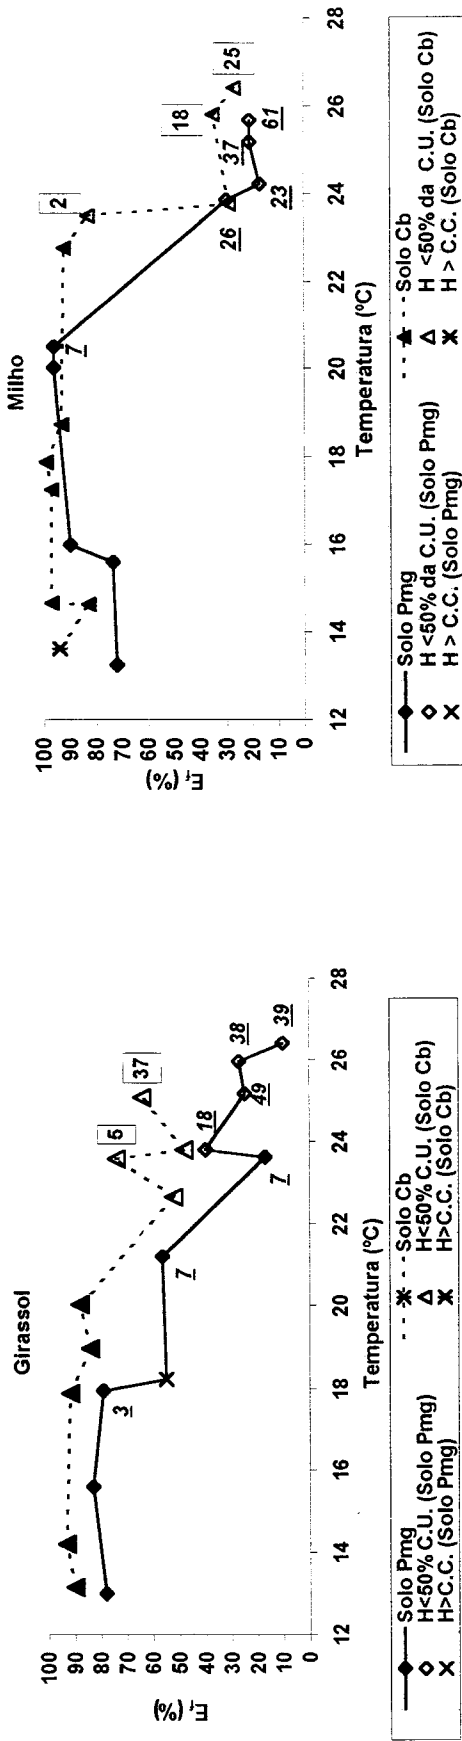 Girassol
100
90
80
70
60
50
40
30
20
10
0
E_f (%)
3
7
7
18
49
38
39
5
37
12 14 16 18 20 22 24 26 28
Temperatura (ºC)
Solo Pmg
Solo Cb
H<50% C.U. (Solo Pmg)
H<50% C.U. (Solo Cb)
H>C.C. (Solo Pmg)
H>C.C. (Solo Cb)
Milho
100
90
80
70
60
50
40
30
20
10
0
E_f (%)
7
26
23
37
61
2
18
25
12 14 16 18 20 22 24 26 28
Temperatura (ºC)
Solo Pmg
Solo Cb
H <50% da C.U. (Solo Pmg)
H <50% da C.U. (Solo Cb)
H > C.C. (Solo Pmg)
H > C.C. (Solo Cb)